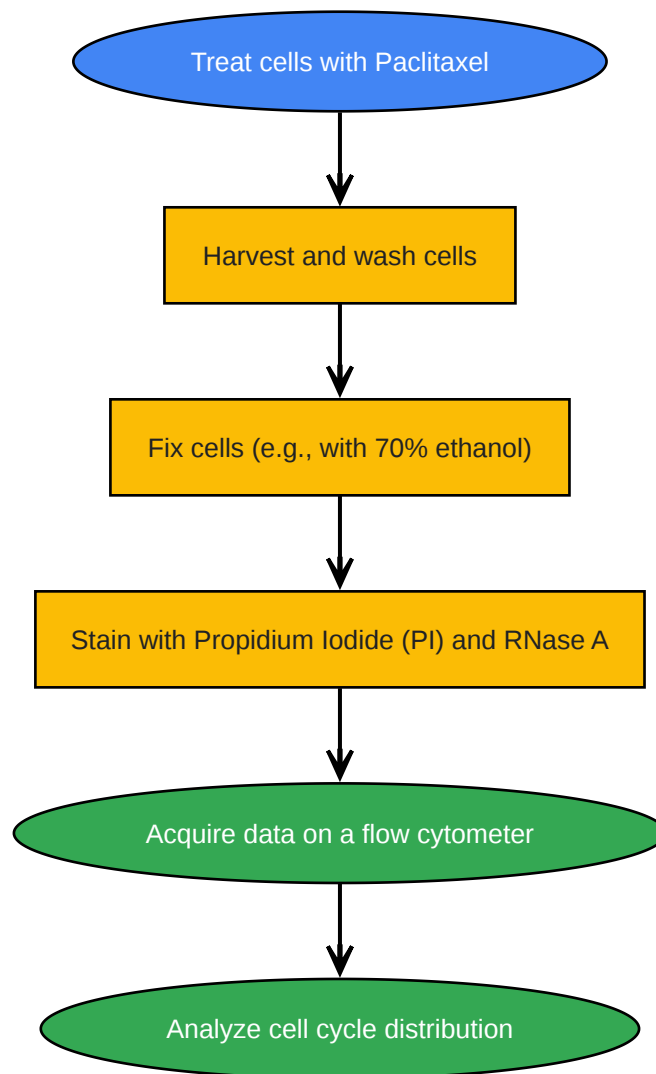 Treat cells with Paclitaxel
Harvest and wash cells
Fix cells (e.g., with 70% ethanol)
Stain with Propidium Iodide (PI) and RNase A
Acquire data on a flow cytometer
Analyze cell cycle distribution